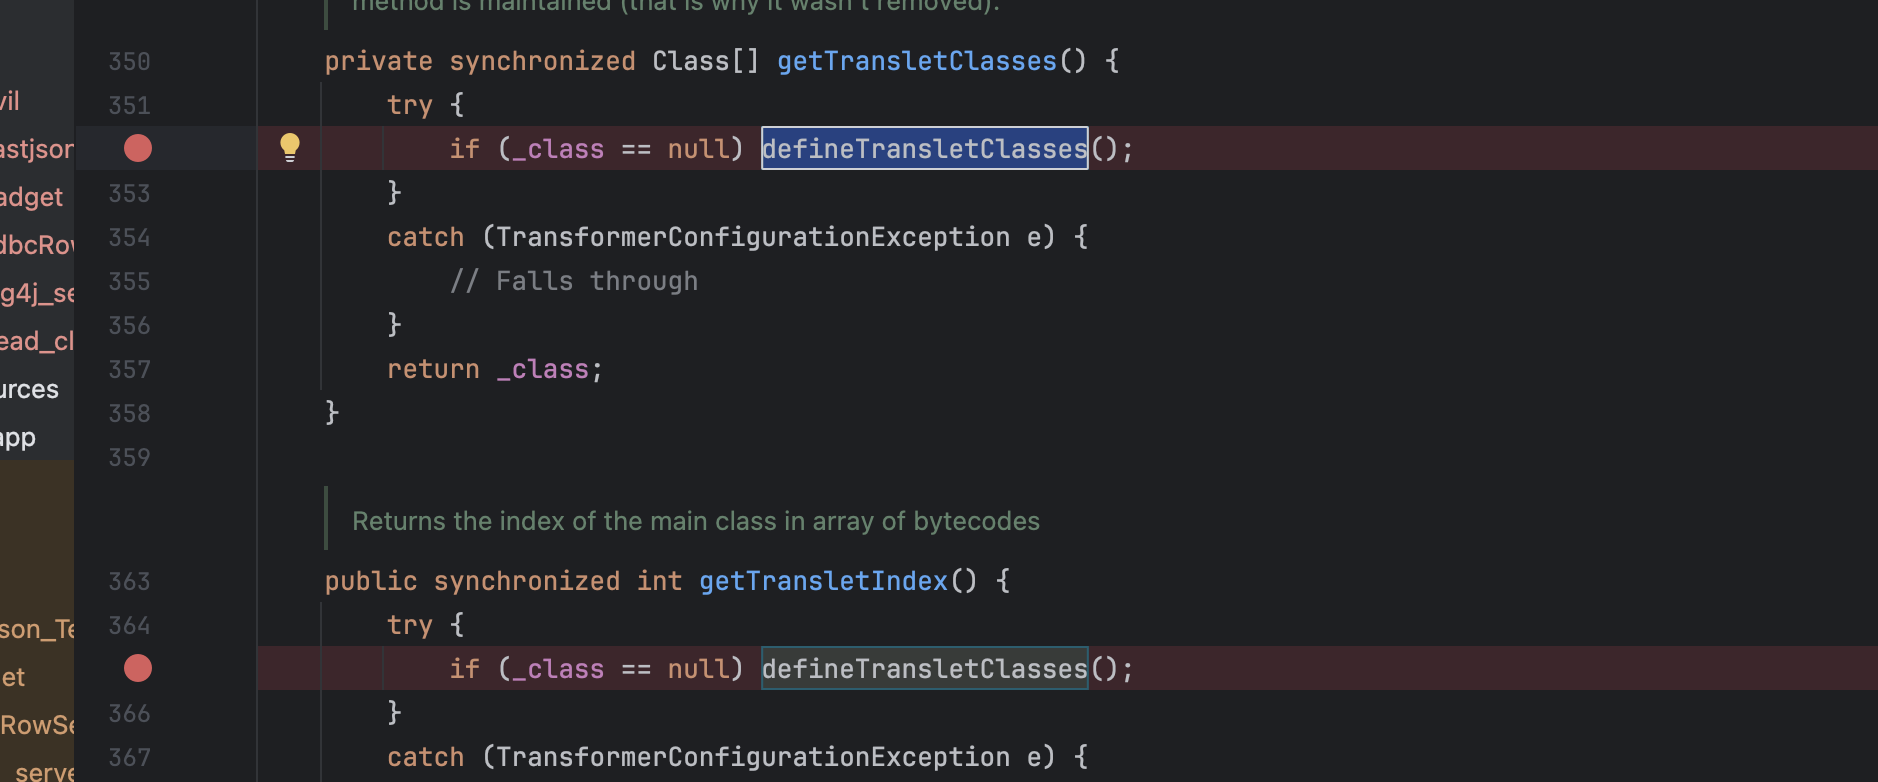 method is maintained (that is why it wasn't removed).
350 private synchronized Class[] getTransletClasses() {
351 try {
if (_class == null) defineTransletClasses();
353 }
354 catch (TransformerConfigurationException e) {
355 // Falls through
356 }
357 return _class;
358 }
359
Returns the index of the main class in array of bytecodes
363 public synchronized int getTransletIndex() {
364 try {
if (_class == null) defineTransletClasses();
366 }
367 catch (TransformerConfigurationException e) {
vil
astjson
adget
dbcRow
g4j_se
ead_cl
urces
app
son_Te
et
RowSe
serve